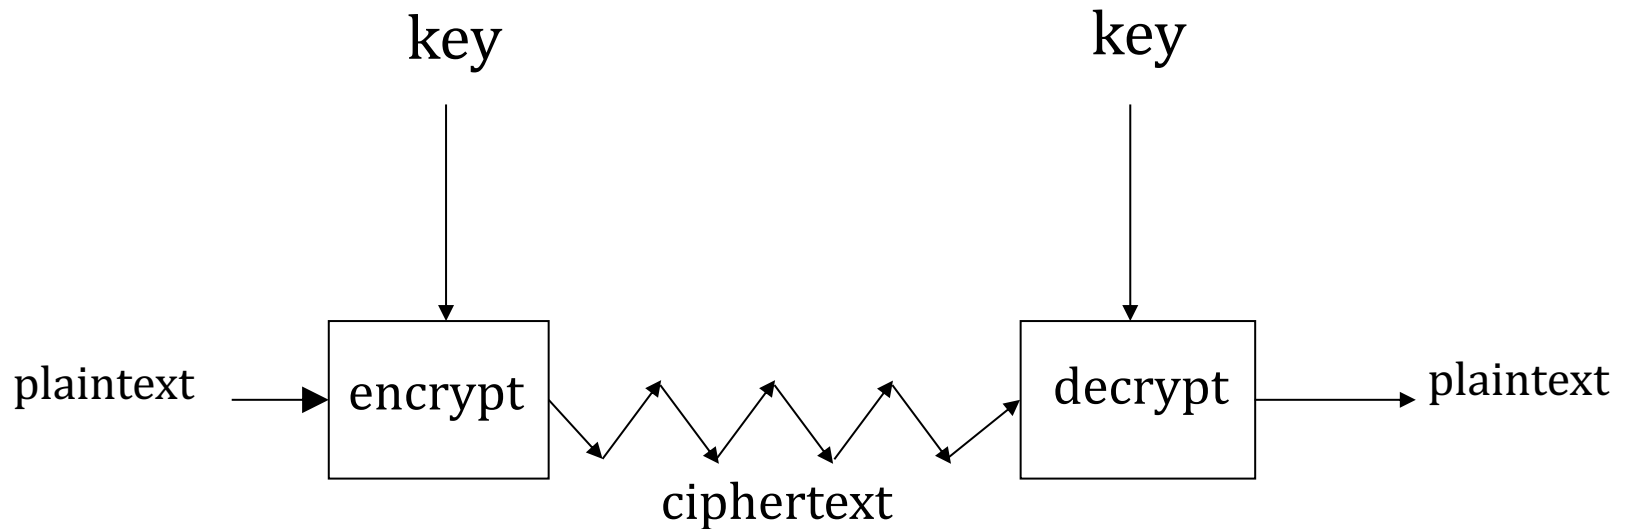 key
key
plaintext
encrypt
decrypt
plaintext
ciphertext